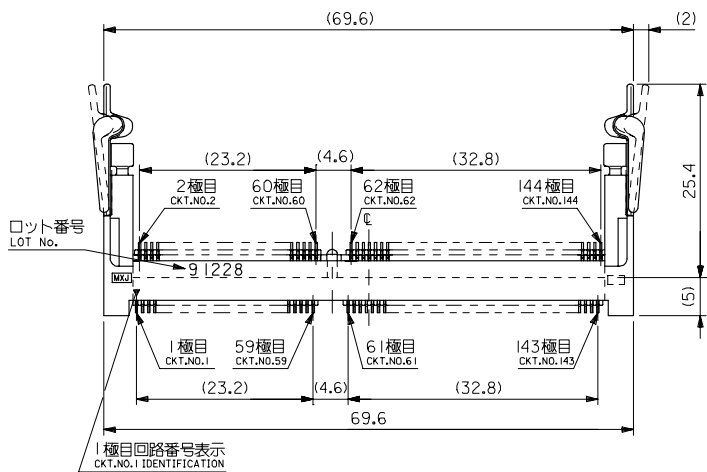 (69.6)
(2)
(23.2)
(4.6)
(32.8)
25.4
2極目
CKT.NO.2
60極目
CKT.NO.60
62極目
CKT.NO.62
144極目
CKT.NO.144
ロット番号
LOT No.
91228
MXJ
(5)
1極目
CKT.NO.1
59極目
CKT.NO.59
61極目
CKT.NO.61
143極目
CKT.NO.143
(23.2)
(4.6)
(32.8)
69.6
1極目回路番号表示
CKT.NO.1 IDENTIFICATION